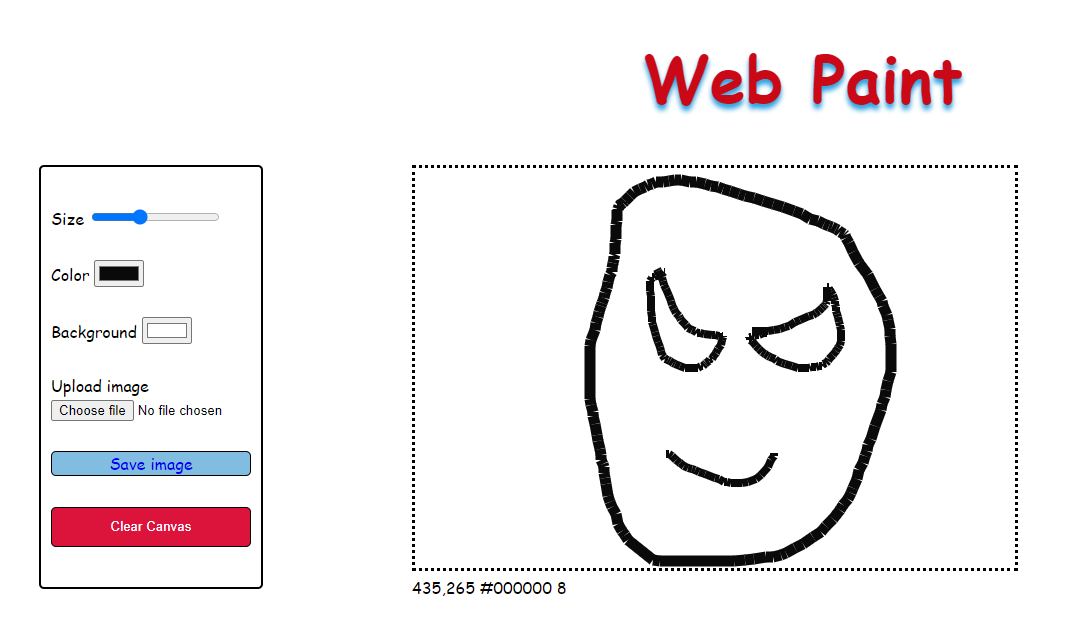 Web Paint
Size
Color
Background
Upload image
Choose file No file chosen
Save image
Clear Canvas
435,265 #000000 8